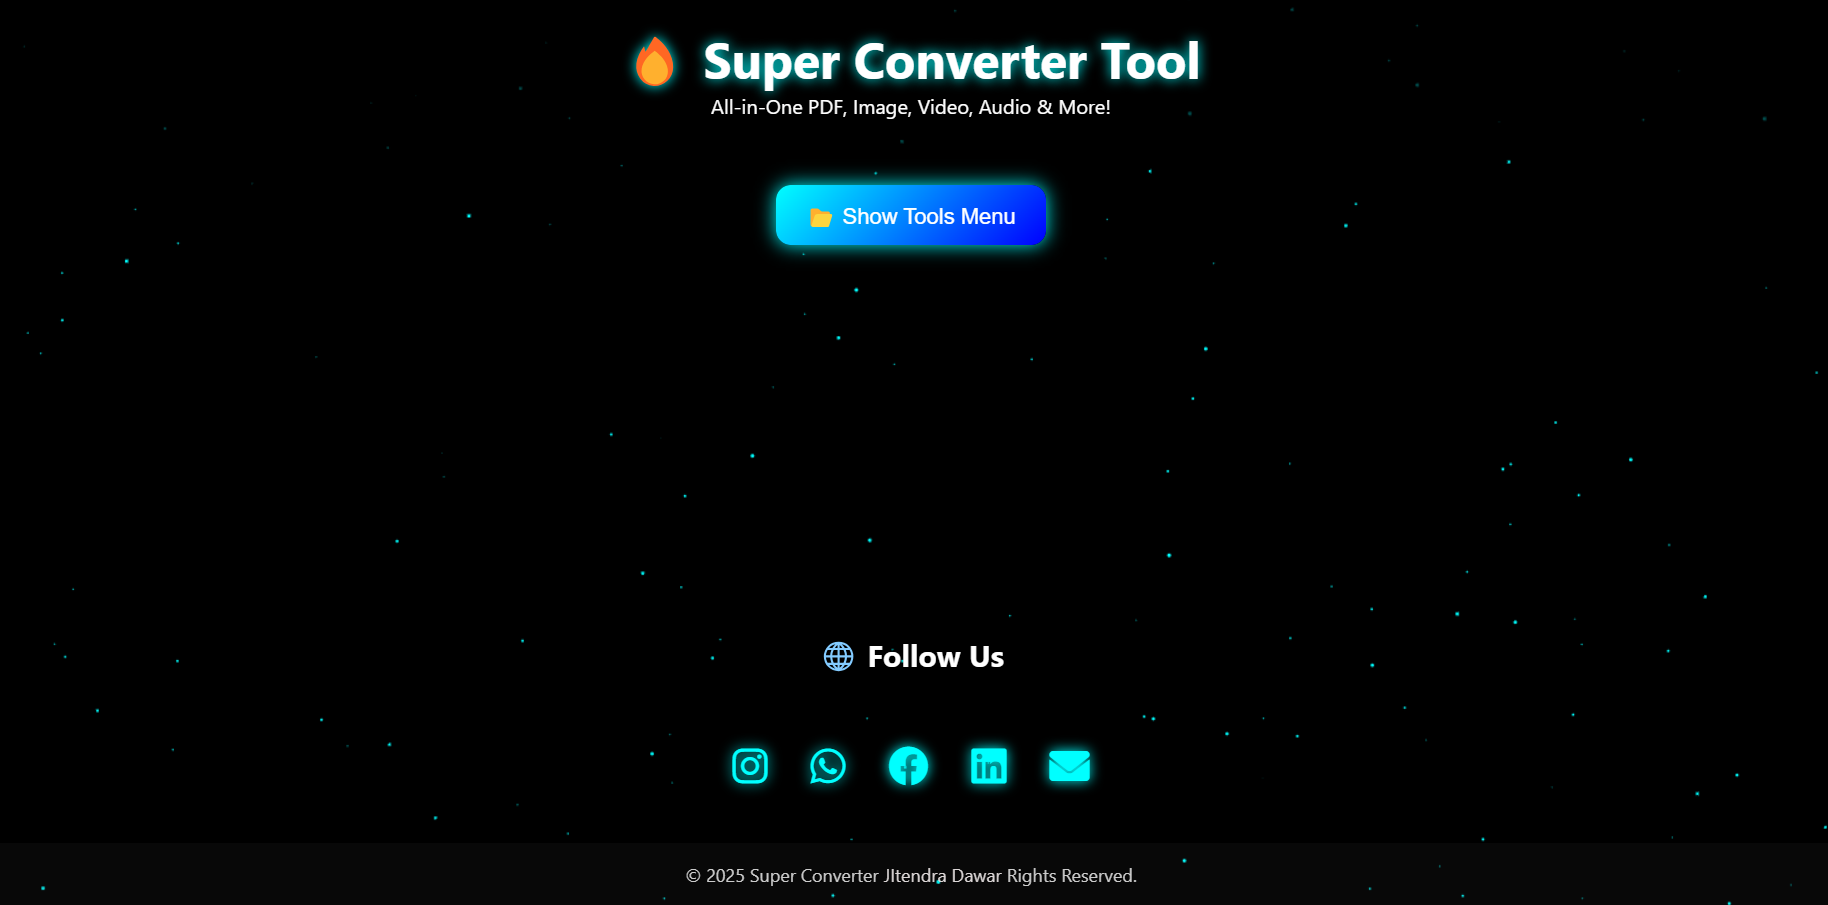 Super Converter Tool
All-in-One PDF, Image, Video, Audio & More!
Show Tools Menu
Follow Us
© 2025 Super Converter JItendra Dawar Rights Reserved.